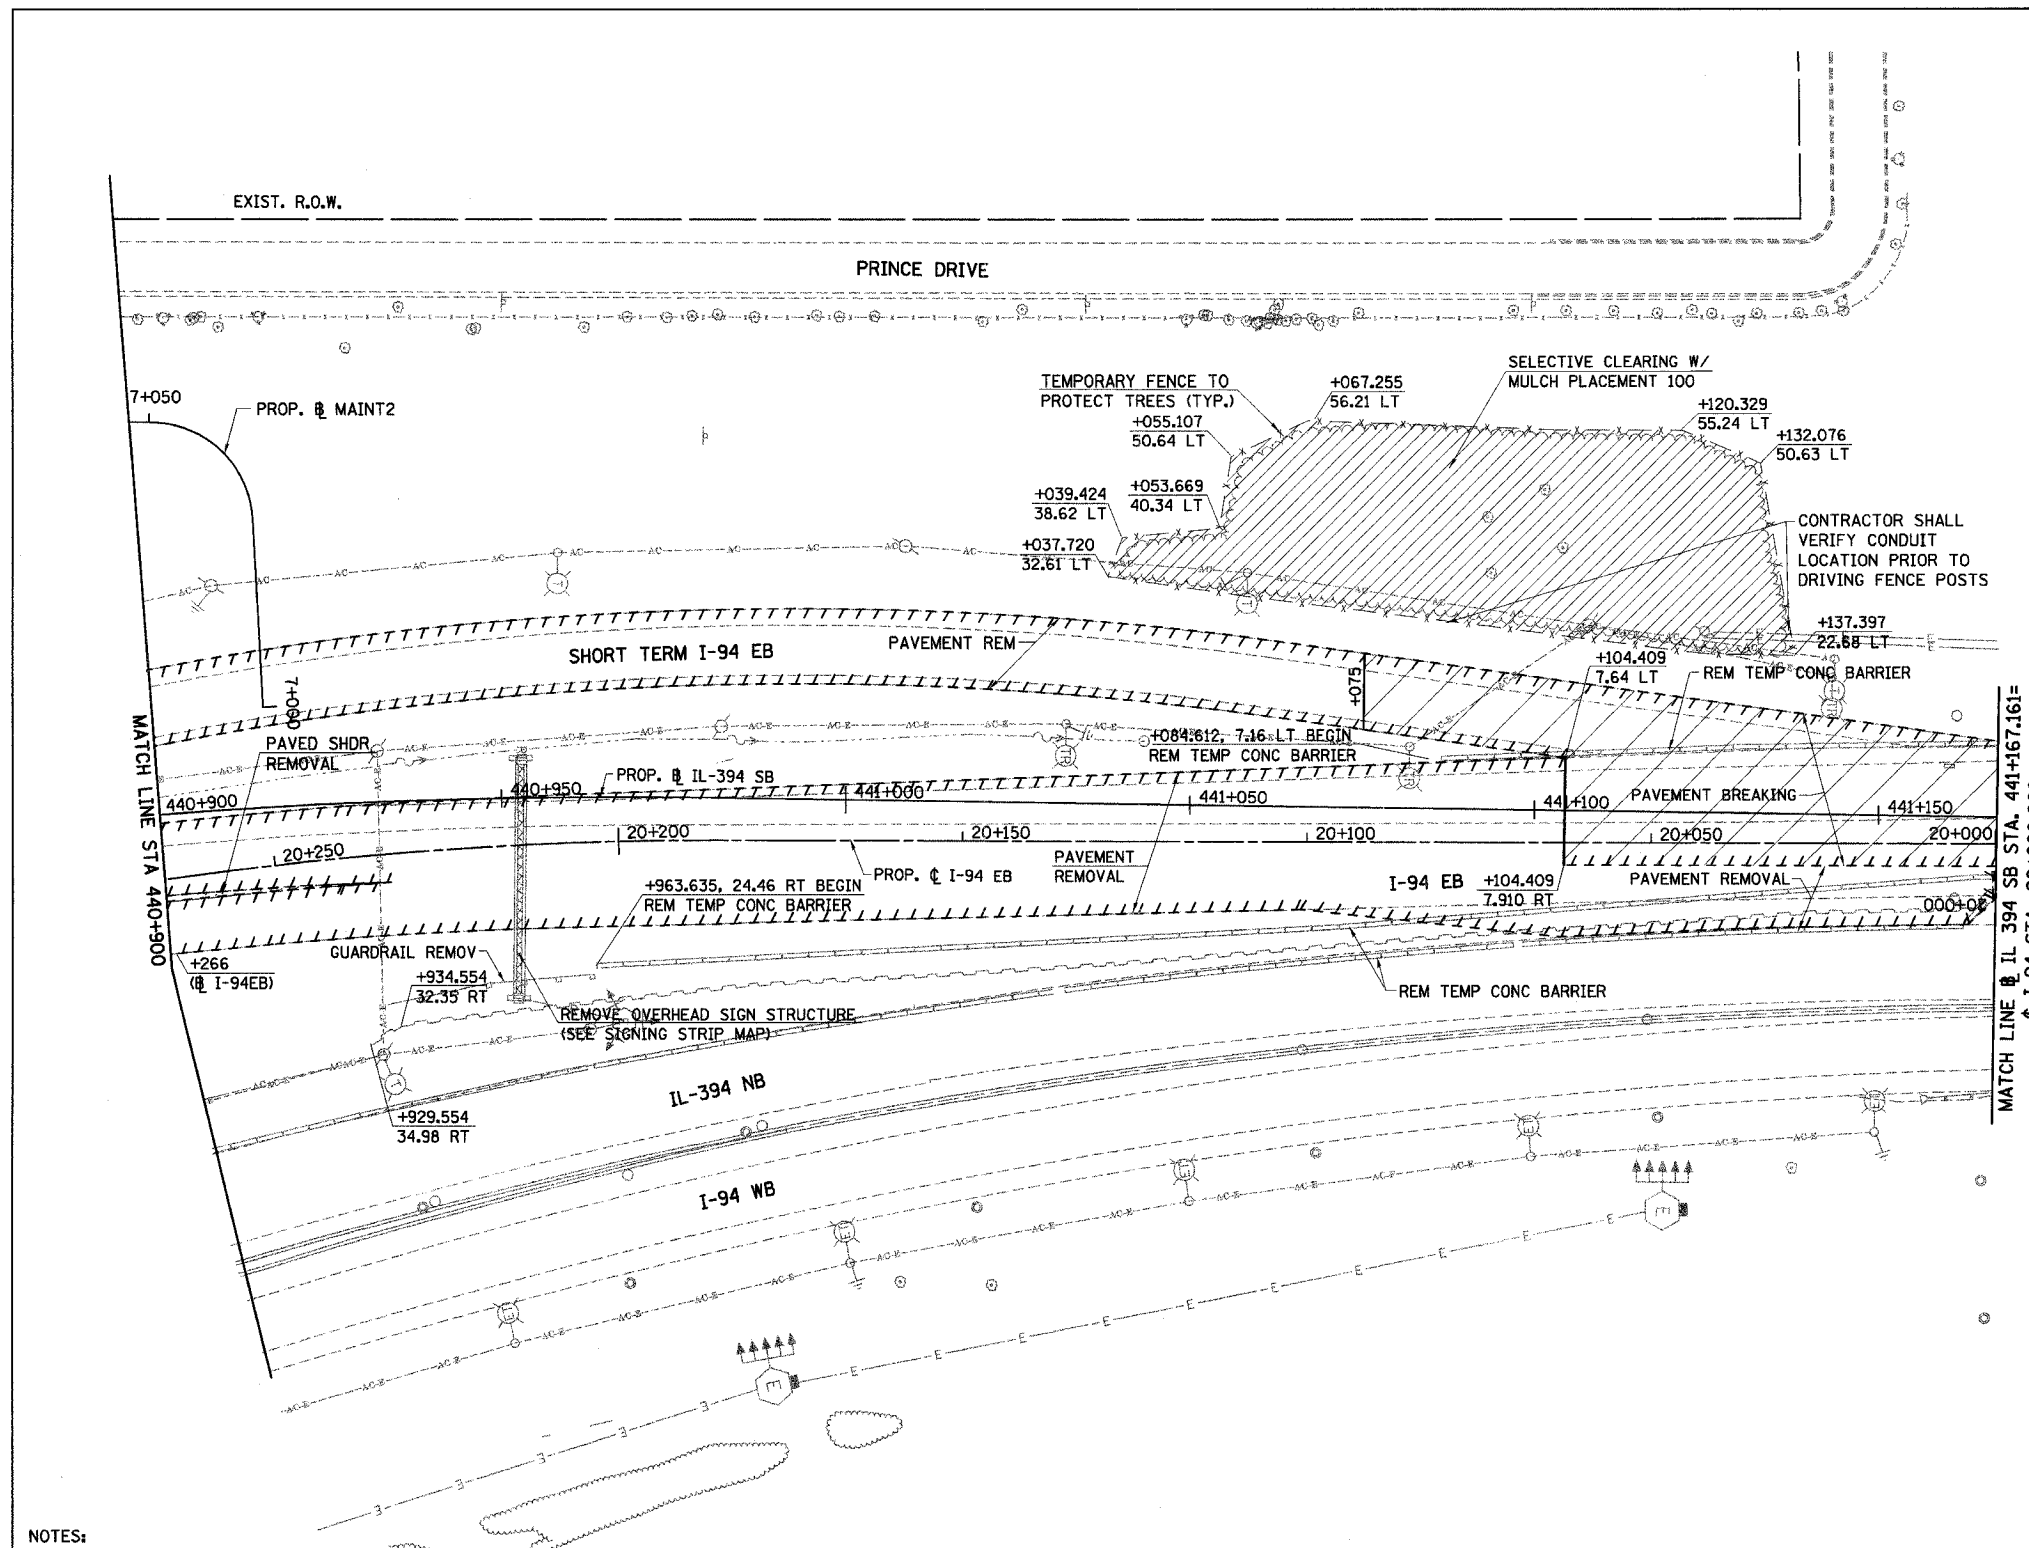 EXIST. R.O.W.
PRINCE DRIVE
SELECTIVE CLEARING W/
MULCH PLACEMENT 100
TEMPORARY FENCE TO
PROTECT TREES (TYP.)
+067.255
56.21 LT
+055.107
50.64 LT
+120.329
55.24 LT
+132.076
50.63 LT
7+050
PROP. ℄ MAINT2
+039.424
38.62 LT
+053.669
40.34 LT
+037.720
32.61 LT
CONTRACTOR SHALL
VERIFY CONDUIT
LOCATION PRIOR TO
DRIVING FENCE POSTS
+137.397
22.68 LT
PAVEMENT REM
SHORT TERM I-94 EB
+104.409
7.64 LT
REM TEMP CONC BARRIER
+075
7+000
MATCH LINE STA 440+900
PAVED SHDR
REMOVAL
+084.612, 7.16 LT BEGIN
REM TEMP CONC BARRIER
PROP. IL-394 SB
440+900
440+950
441+000
441+050
441+100
PAVEMENT BREAKING
441+150
20+250
20+200
20+150
20+100
20+050
20+000
PROP. ℄ I-94 EB
PAVEMENT
REMOVAL
I-94 EB
+104.409
7.910 RT
PAVEMENT REMOVAL
+963.635, 24.46 RT BEGIN
REM TEMP CONC BARRIER
GUARDRAIL REMOV
+266
(I-94EB)
+934.554
32.35 RT
REM TEMP CONC BARRIER
REMOVE OVERHEAD SIGN STRUCTURE
(SEE SIGNING STRIP MAP)
MATCH LINE IL 394 SB STA. 441+167.161=
IL-394 NB
+929.554
34.98 RT
I-94 WB
NOTES: